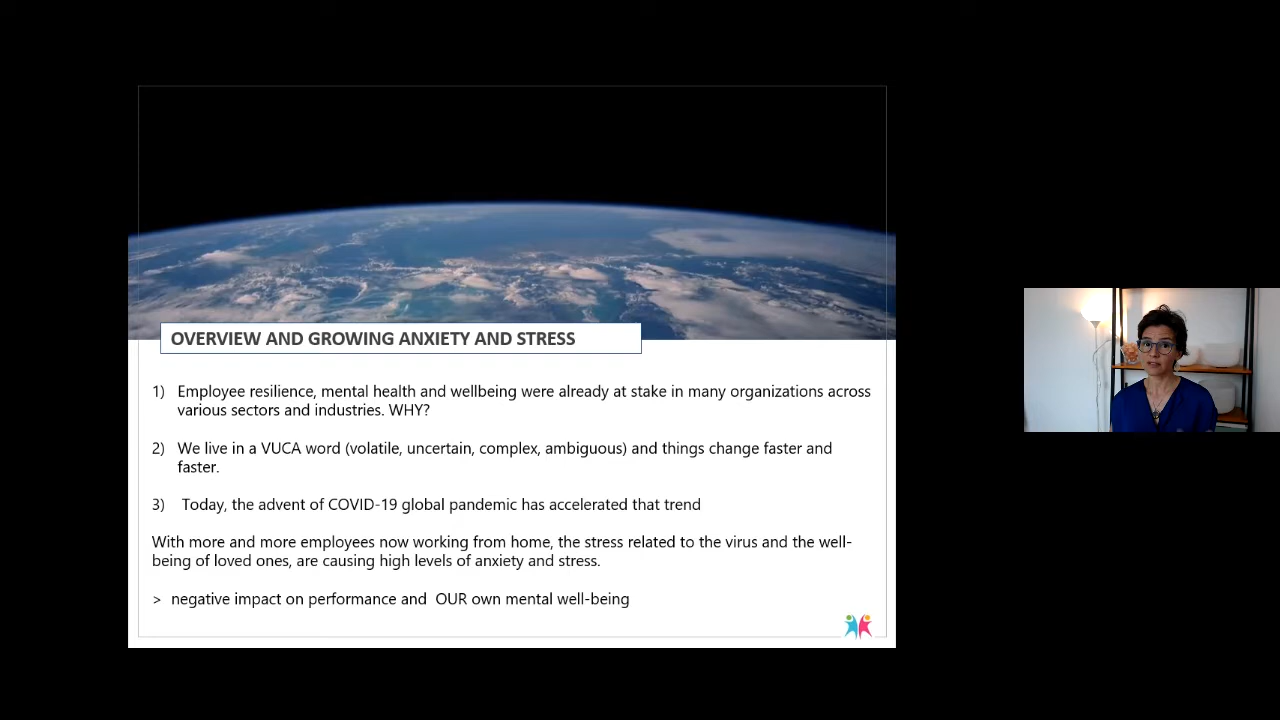 OVERVIEW AND GROWING ANXIETY AND STRESS
1) Employee resilience, mental health and wellbeing were already at stake in many organizations across
various sectors and industries. WHY?
2) We live in a VUCA word (volatile, uncertain, complex, ambiguous) and things change faster and
faster.
3) Today, the advent of COVID-19 global pandemic has accelerated that trend
With more and more employees now working from home, the stress related to the virus and the well-
being of loved ones, are causing high levels of anxiety and stress.
> negative impact on performance and OUR own mental well-being